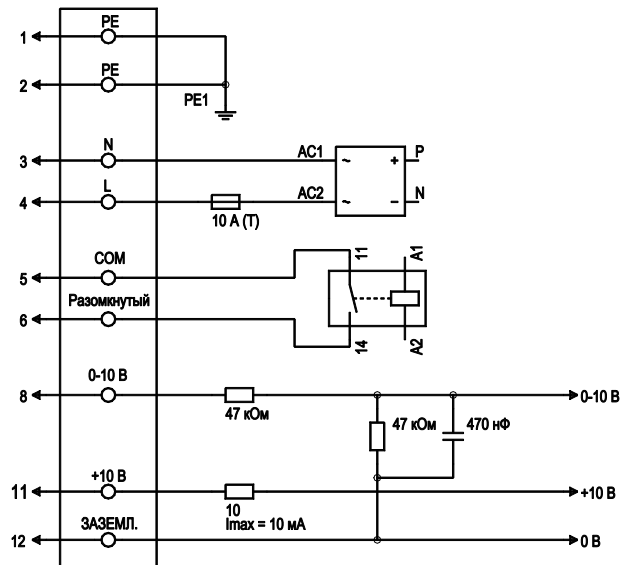 PE
1
PE
2
PE1
N
AC1
P
3
~
+
L
AC2
N
4
~
−
10 А (Т)
COM
11
A1
5
Разомкнутый
6
14
A2
0-10 В
8
0-10 В
47 кОм
47 кОм
470 нФ
+10 В
11
+10 В
10
Imax = 10 мА
ЗАЗЕМЛ.
12
0 В